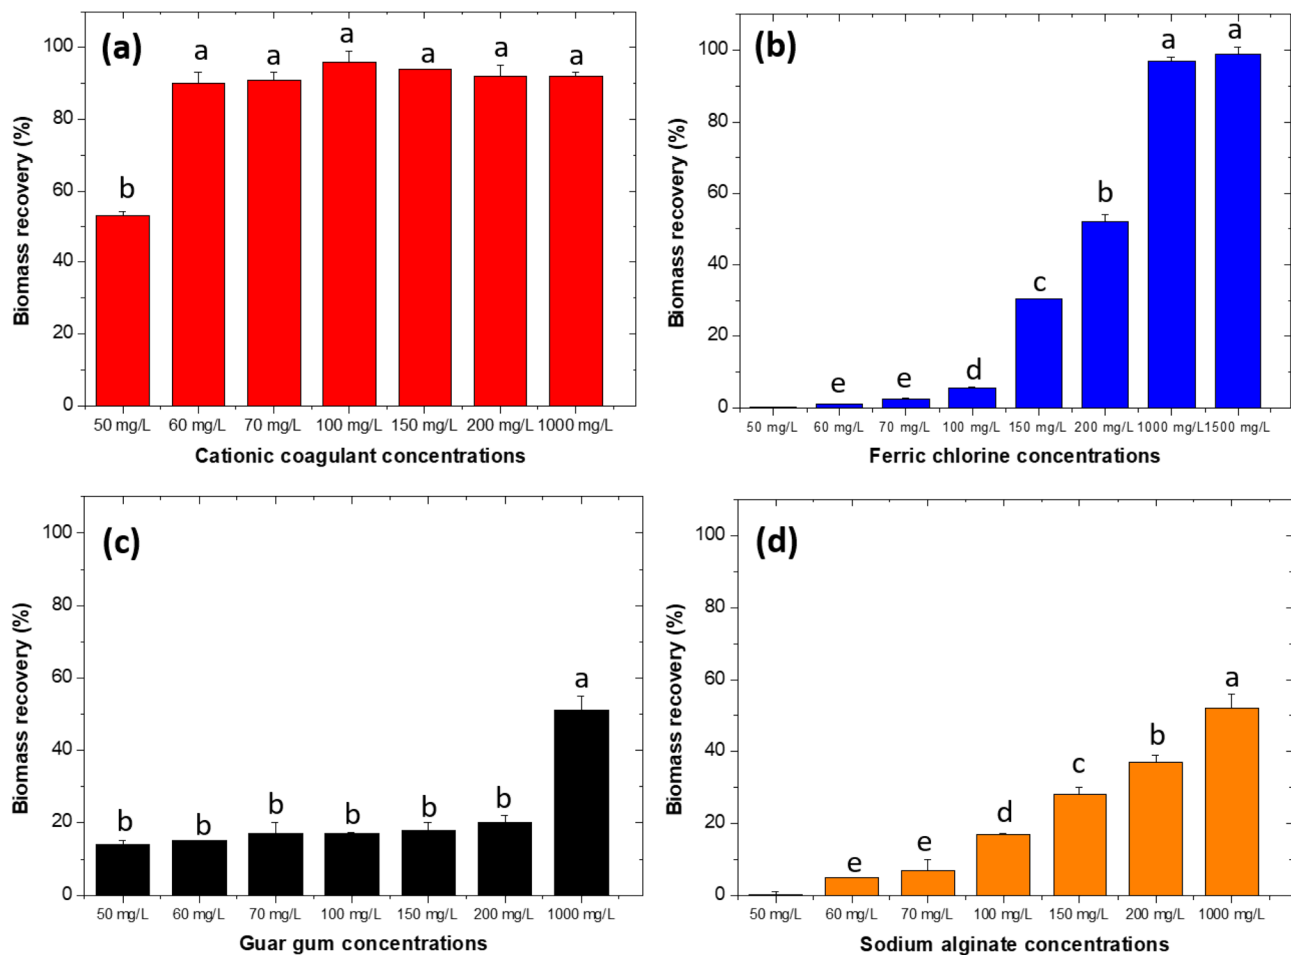 (a)
a a a a a a
b
100
80
60
40
20
0
Biomass recovery (%)
50 mg/L 60 mg/L 70 mg/L 100 mg/L 150 mg/L 200 mg/L 1000 mg/L
Cationic coagulant concentrations
(b)
a a
b
c
d
e e
100
80
60
40
20
0
Biomass recovery (%)
50 mg/L 60 mg/L 70 mg/L 100 mg/L 150 mg/L 200 mg/L 1000 mg/L 1500 mg/L
Ferric chlorine concentrations
(c)
a
b b b b b b
100
80
60
40
20
0
Biomass recovery (%)
50 mg/L 60 mg/L 70 mg/L 100 mg/L 150 mg/L 200 mg/L 1000 mg/L
Guar gum concentrations
(d)
a
b
c
d
e e
100
80
60
40
20
0
Biomass recovery (%)
50 mg/L 60 mg/L 70 mg/L 100 mg/L 150 mg/L 200 mg/L 1000 mg/L
Sodium alginate concentrations